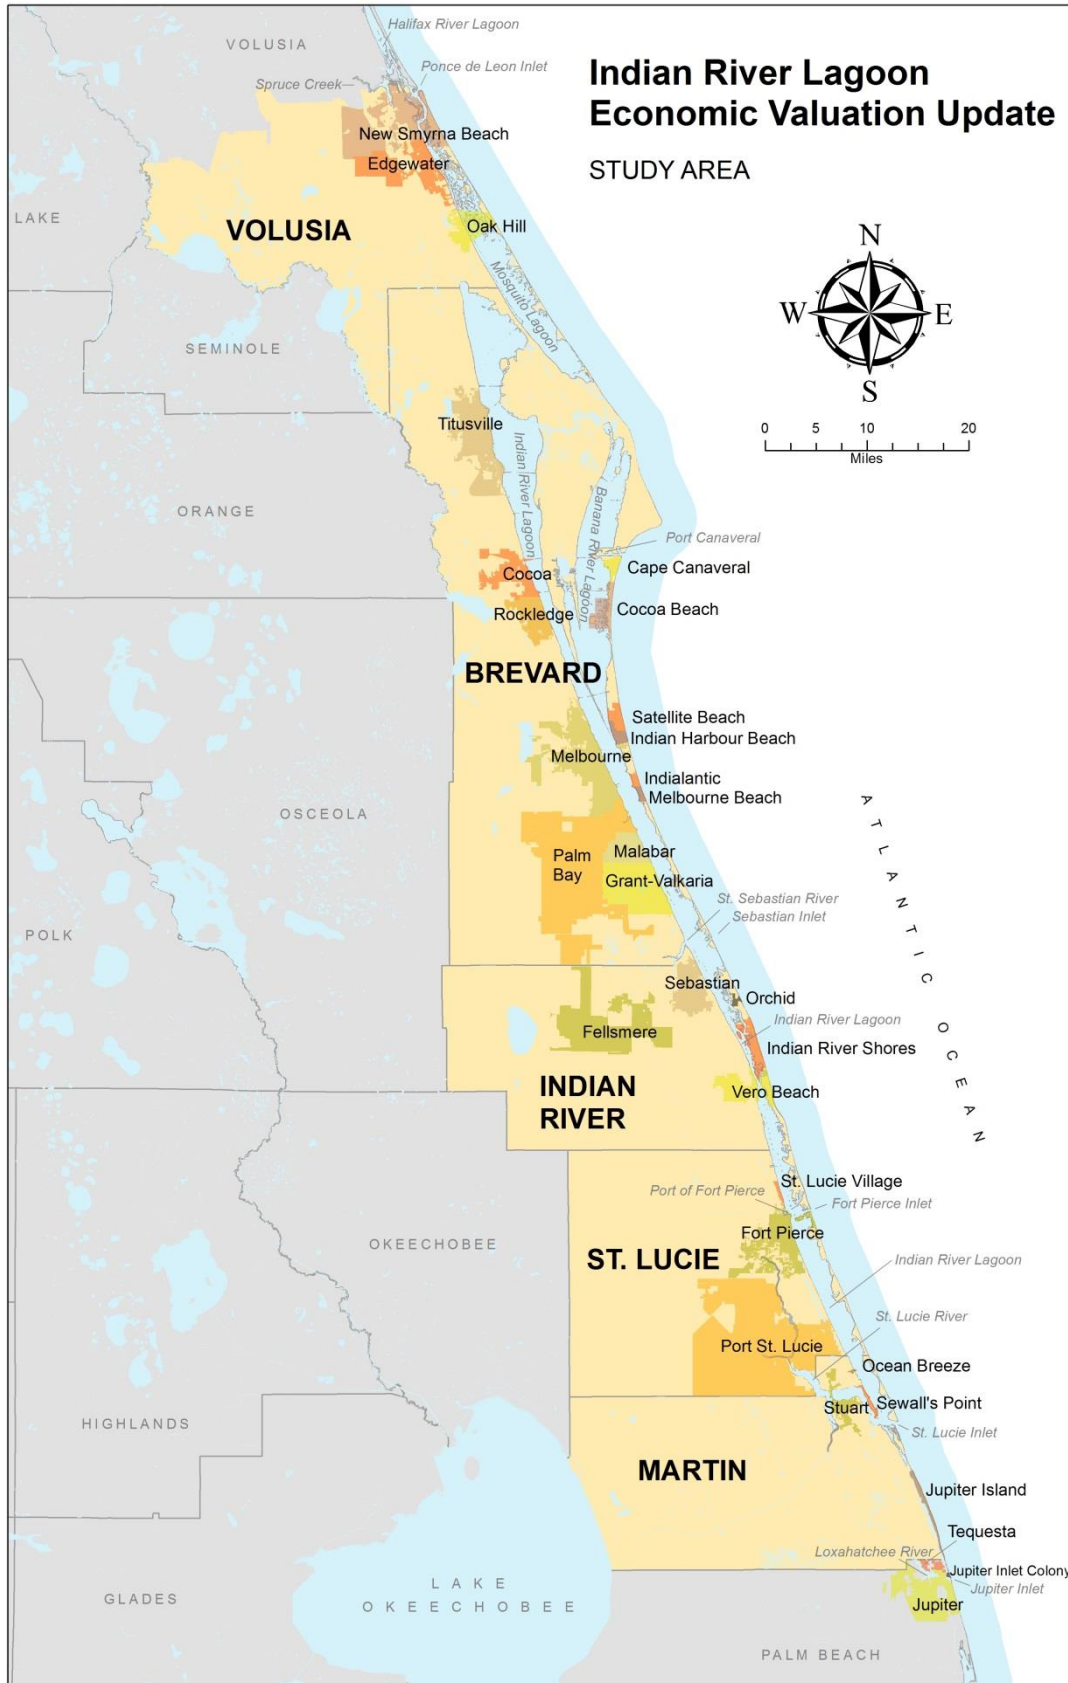 Halifax River Lagoon
VOLUSIA
Ponce de Leon Inlet
Spruce Creek
Indian River Lagoon
Economic Valuation Update
STUDY AREA
New Smyrna Beach
Edgewater
LAKE
VOLUSIA
Oak Hill
N
W
E
S
Mosquito Lagoon
SEMINOLE
0 5 10 20
Miles
Titusville
Indian River Lagoon
Banana River Lagoon
ORANGE
Port Canaveral
Cape Canaveral
Cocoa
Cocoa Beach
Rockledge
BREVARD
Satellite Beach
Indian Harbour Beach
Melbourne
Indialantic
Melbourne Beach
OSCEOLA
ATLANTIC OCEAN
Malabar
Palm
Bay
Grant-Valkaria
St. Sebastian River
Sebastian Inlet
POLK
Sebastian
Orchid
Indian River Lagoon
Fellsmere
Indian River Shores
INDIAN
RIVER
Vero Beach
St. Lucie Village
Port of Fort Pierce
Fort Pierce Inlet
Fort Pierce
OKEECHOBEE
ST. LUCIE
Indian River Lagoon
St. Lucie River
Port St. Lucie
Ocean Breeze
Sewall's Point
Stuart
HIGHLANDS
St. Lucie Inlet
MARTIN
Jupiter Island
Tequesta
Loxahatchee River
Jupiter Inlet Colony
Jupiter Inlet
LAKE
OKEECHOBEE
GLADES
Jupiter
PALM BEACH